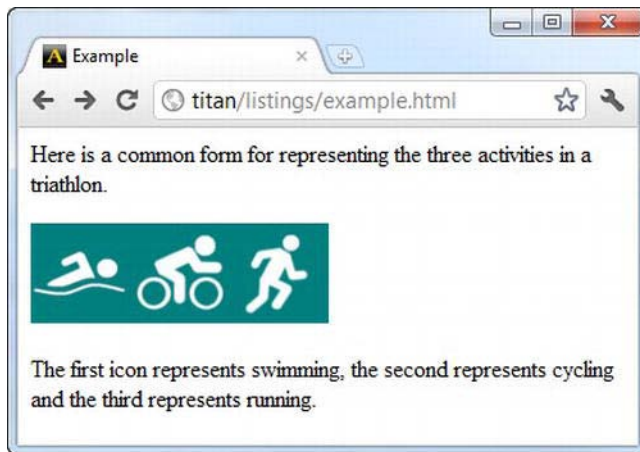 A Example
titan/listings/example.html
Here is a common form for representing the three activities in a
triathlon.
The first icon represents swimming, the second represents cycling
and the third represents running.